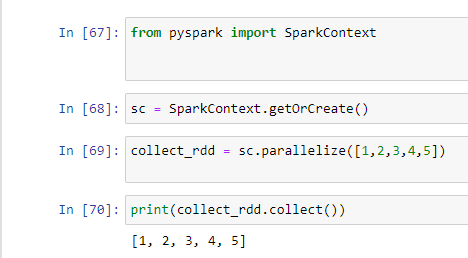 In [67]: from pyspark import SparkContext
In [68]: sc = SparkContext.getOrCreate()
In [69]: collect_rdd = sc.parallelize([1,2,3,4,5])
In [70]: print(collect_rdd.collect())
[1, 2, 3, 4, 5]